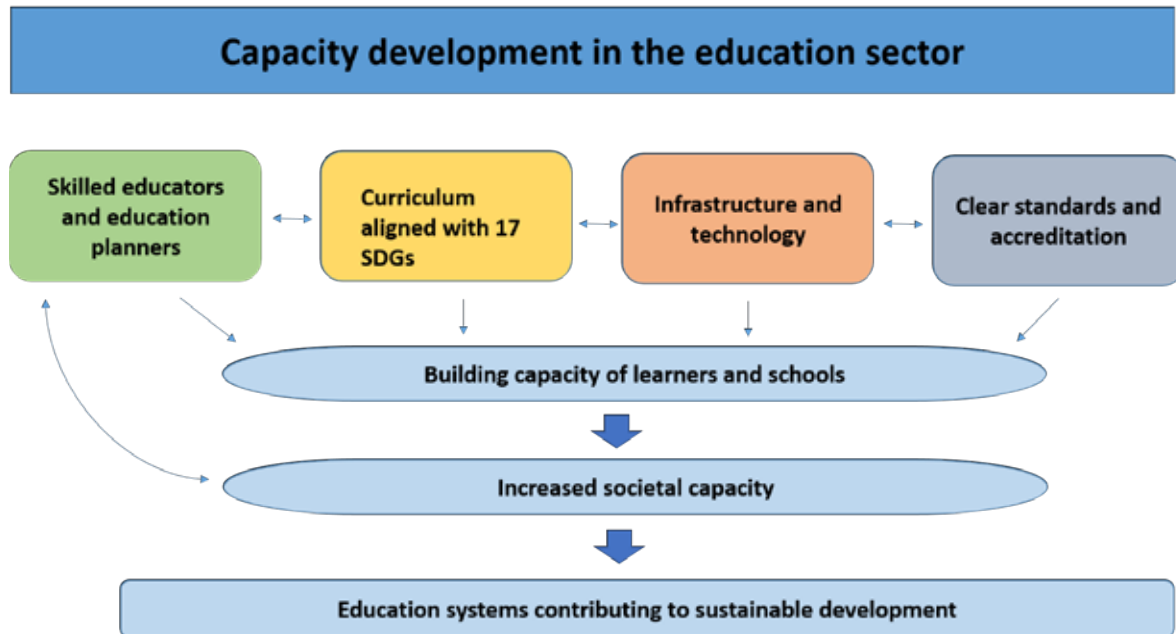 Capacity development in the education sector
Skilled educators
and education
planners
Curriculum
aligned with 17
SDGs
Infrastructure and
technology
Clear standards and
accreditation
Building capacity of learners and schools
Increased societal capacity
Education systems contributing to sustainable development